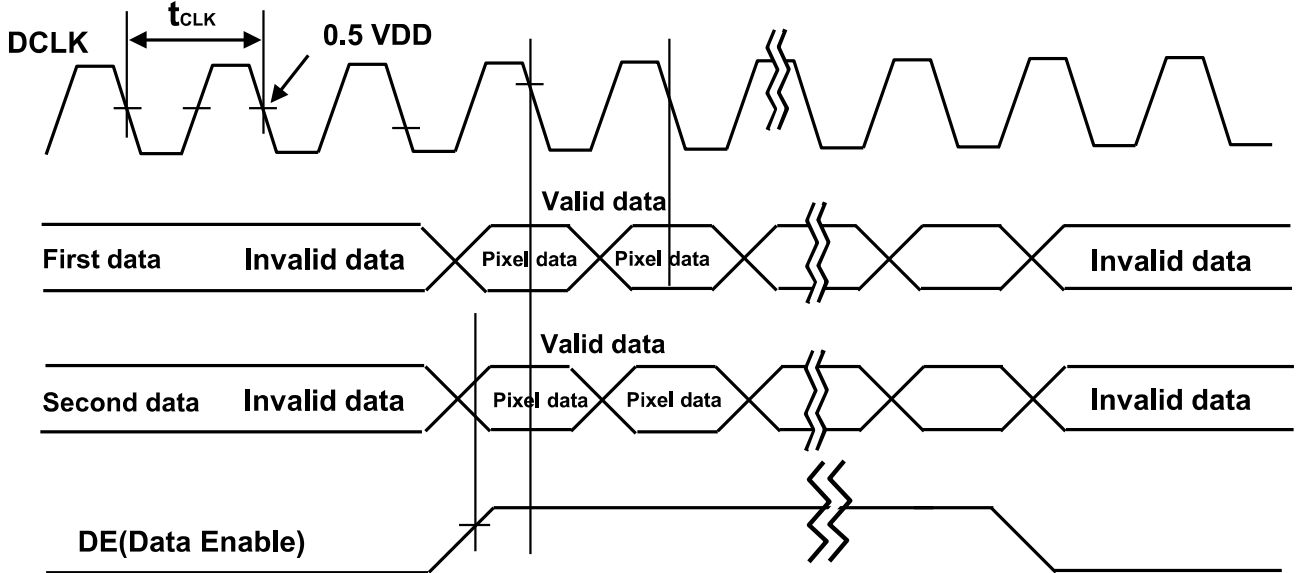 tCLK
DCLK
0.5 VDD
Valid data
First data
Invalid data
Pixel data
Pixel data
Invalid data
Valid data
Second data
Invalid data
Pixel data
Pixel data
Invalid data
DE(Data Enable)